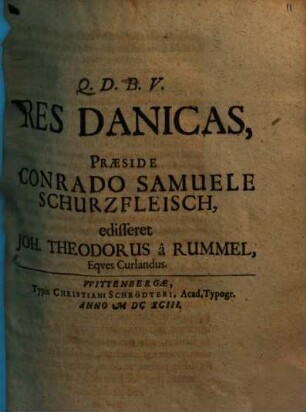 Q. D. B. V.
RES DANICAS,
PRÆSIDE
CONRADO SAMUELE
SCHURZFLEISCH,
edisseret
JOH. THEODORUS â RUMMEL,
Eqves Curlandus.
VVITTENBERGÆ,
Typis CHRISTIANI SCHRÖDTERI, Acad. Typogr.
ANNO M DC XCIII.